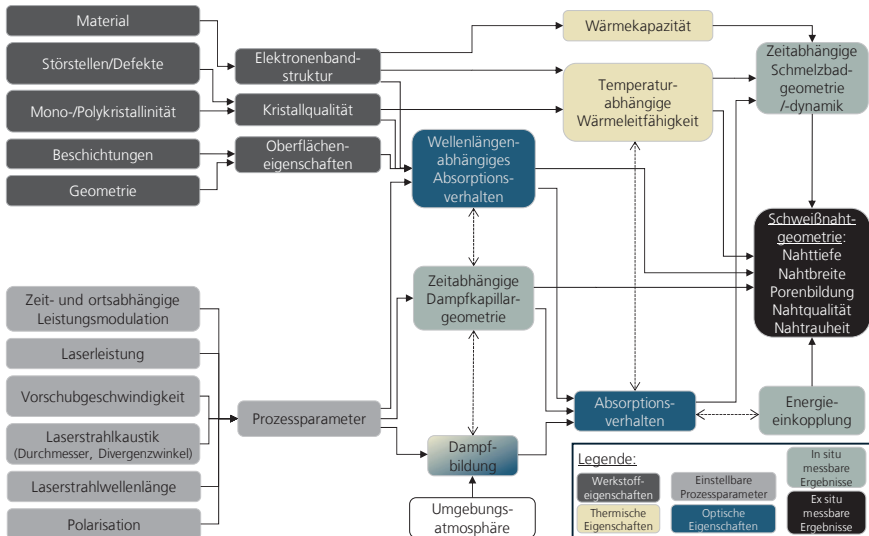 Material
Störstellen/Defekte
Mono-/Polykristallinität
Beschichtungen
Geometrie
Elektronenband-
struktur
Kristallqualität
Oberflächen-
eigenschaften
Wärmekapazität
Temperatur-
abhängige
Wärmeleitfähigkeit
Zeitabhängige
Schmelzbad-
geometrie
/-dynamik
Wellenlängen-
abhängiges
Absorptions-
verhalten
Zeitabhängige
Dampfkapillar-
geometrie
Schweißnaht-
geometrie:
Nahttiefe
Nahtbreite
Porenbildung
Nahtqualität
Nahtrauheit
Zeit- und ortsabhängige
Leistungsmodulation
Laserleistung
Vorschubgeschwindigkeit
Laserstrahlkaustik
(Durchmesser, Divergenzwinkel)
Laserstrahlwellenlänge
Polarisation
Prozessparameter
Dampf-
bildung
Umgebungs-
atmosphäre
Absorptions-
verhalten
Energie-
einkopplung
Legende:
Werkstoff-
eigenschaften
Einstellbare
Prozessparameter
In situ
messbare
Ergebnisse
Thermische
Eigenschaften
Optische
Eigenschaften
Ex situ
messbare
Ergebnisse